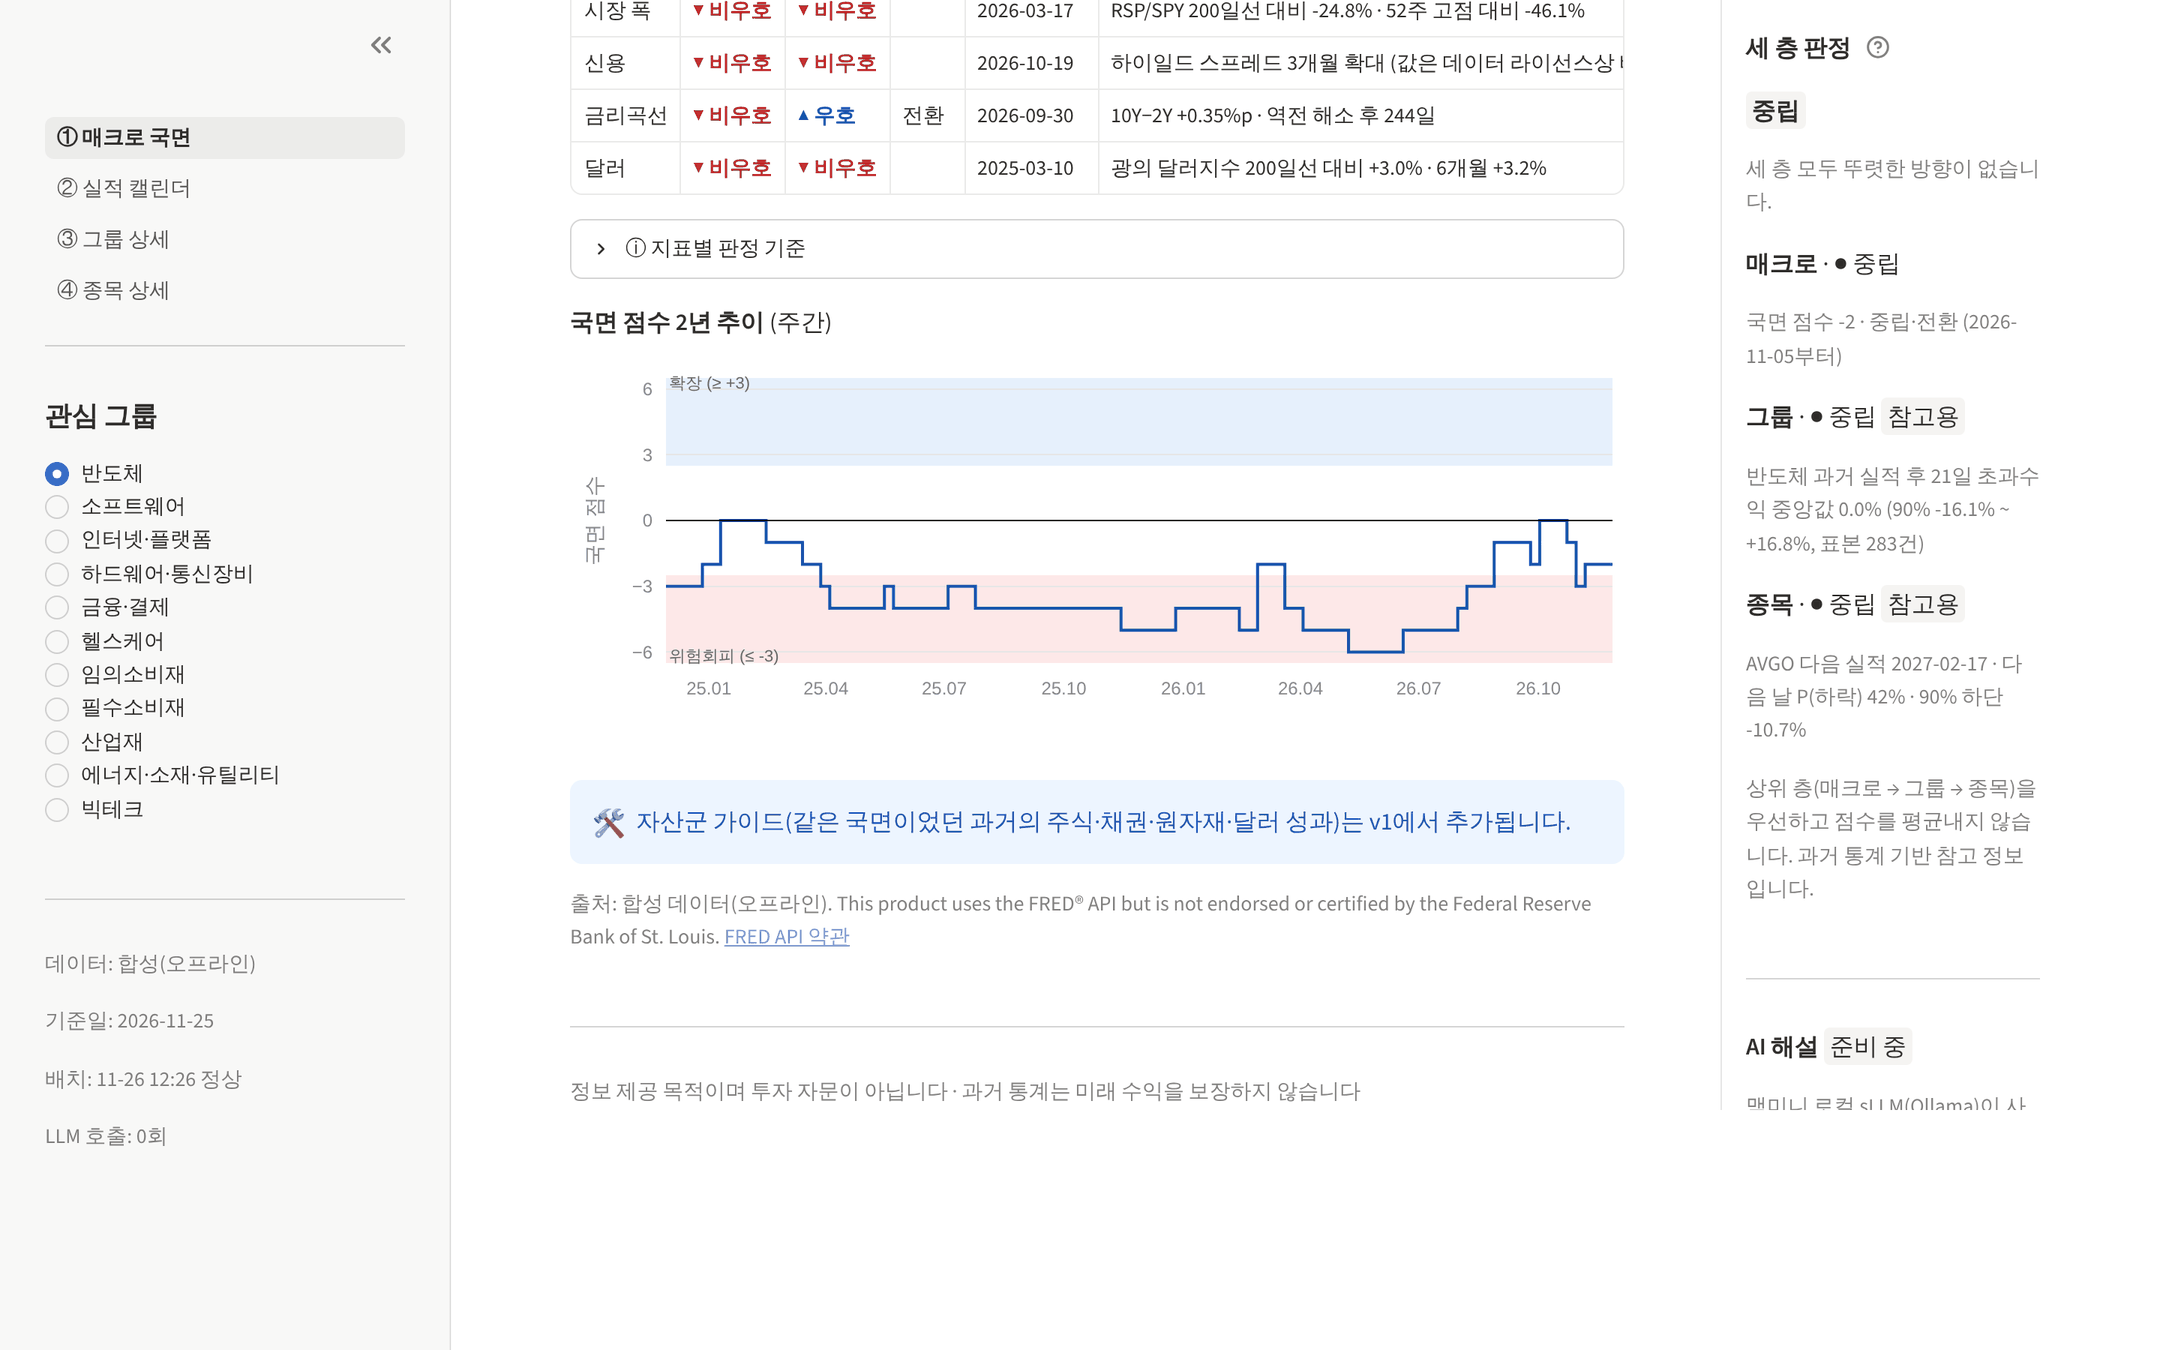 ① 매크로 국면
② 실적 캘린더
③ 그룹 상세
④ 종목 상세
관심 그룹
반도체
소프트웨어
인터넷·플랫폼
하드웨어·통신장비
금융·결제
헬스케어
임의소비재
필수소비재
산업재
에너지·소재·유틸리티
빅테크
데이터: 합성(오프라인)
기준일: 2026-11-25
배치: 11-26 12:26 정상
LLM 호출: 0회
시장 폭 ▼ 비우호 ▼ 비우호 2026-03-17 RSP/SPY 200일선 대비 -24.8% · 52주 고점 대비 -46.1%
신용 ▼ 비우호 ▼ 비우호 2026-10-19 하이일드 스프레드 3개월 확대 (값은 데이터 라이선스상
금리곡선 ▼ 비우호 ▲ 우호 전환 2026-09-30 10Y−2Y +0.35%p · 역전 해소 후 244일
달러 ▼ 비우호 ▼ 비우호 2025-03-10 광의 달러지수 200일선 대비 +3.0% · 6개월 +3.2%
ⓘ 지표별 판정 기준
국면 점수 2년 추이 (주간)
국면 점수
6
3
0
−3
−6
확장 (≥ +3)
위험회피 (≤ -3)
25.01 25.04 25.07 25.10 26.01 26.04 26.07 26.10
🛠️ 자산군 가이드(같은 국면이었던 과거의 주식·채권·원자재·달러 성과)는 v1에서 추가됩니다.
출처: 합성 데이터(오프라인). This product uses the FRED® API but is not endorsed or certified by the Federal Reserve
Bank of St. Louis. FRED API 약관
정보 제공 목적이며 투자 자문이 아닙니다 · 과거 통계는 미래 수익을 보장하지 않습니다
세 층 판정
중립
세 층 모두 뚜렷한 방향이 없습니
다.
매크로 · ● 중립
국면 점수 -2 · 중립·전환 (2026-
11-05부터)
그룹 · ● 중립 참고용
반도체 과거 실적 후 21일 초과수
익 중앙값 0.0% (90% -16.1% ~
+16.8%, 표본 283건)
종목 · ● 중립 참고용
AVGO 다음 실적 2027-02-17 · 다
음 날 P(하락) 42% · 90% 하단
-10.7%
상위 층(매크로 → 그룹 → 종목)을
우선하고 점수를 평균내지 않습
니다. 과거 통계 기반 참고 정보
입니다.
AI 해설 준비 중
맥미니 로컬 sLLM(Ollama)이 사